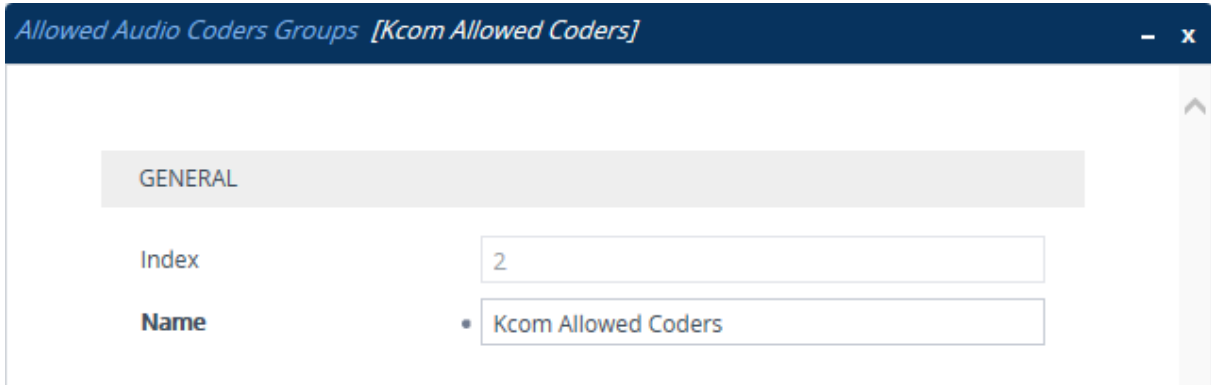 Allowed Audio Coders Groups [Kcom Allowed Coders] – x
GENERAL
Index 2
Name • Kcom Allowed Coders